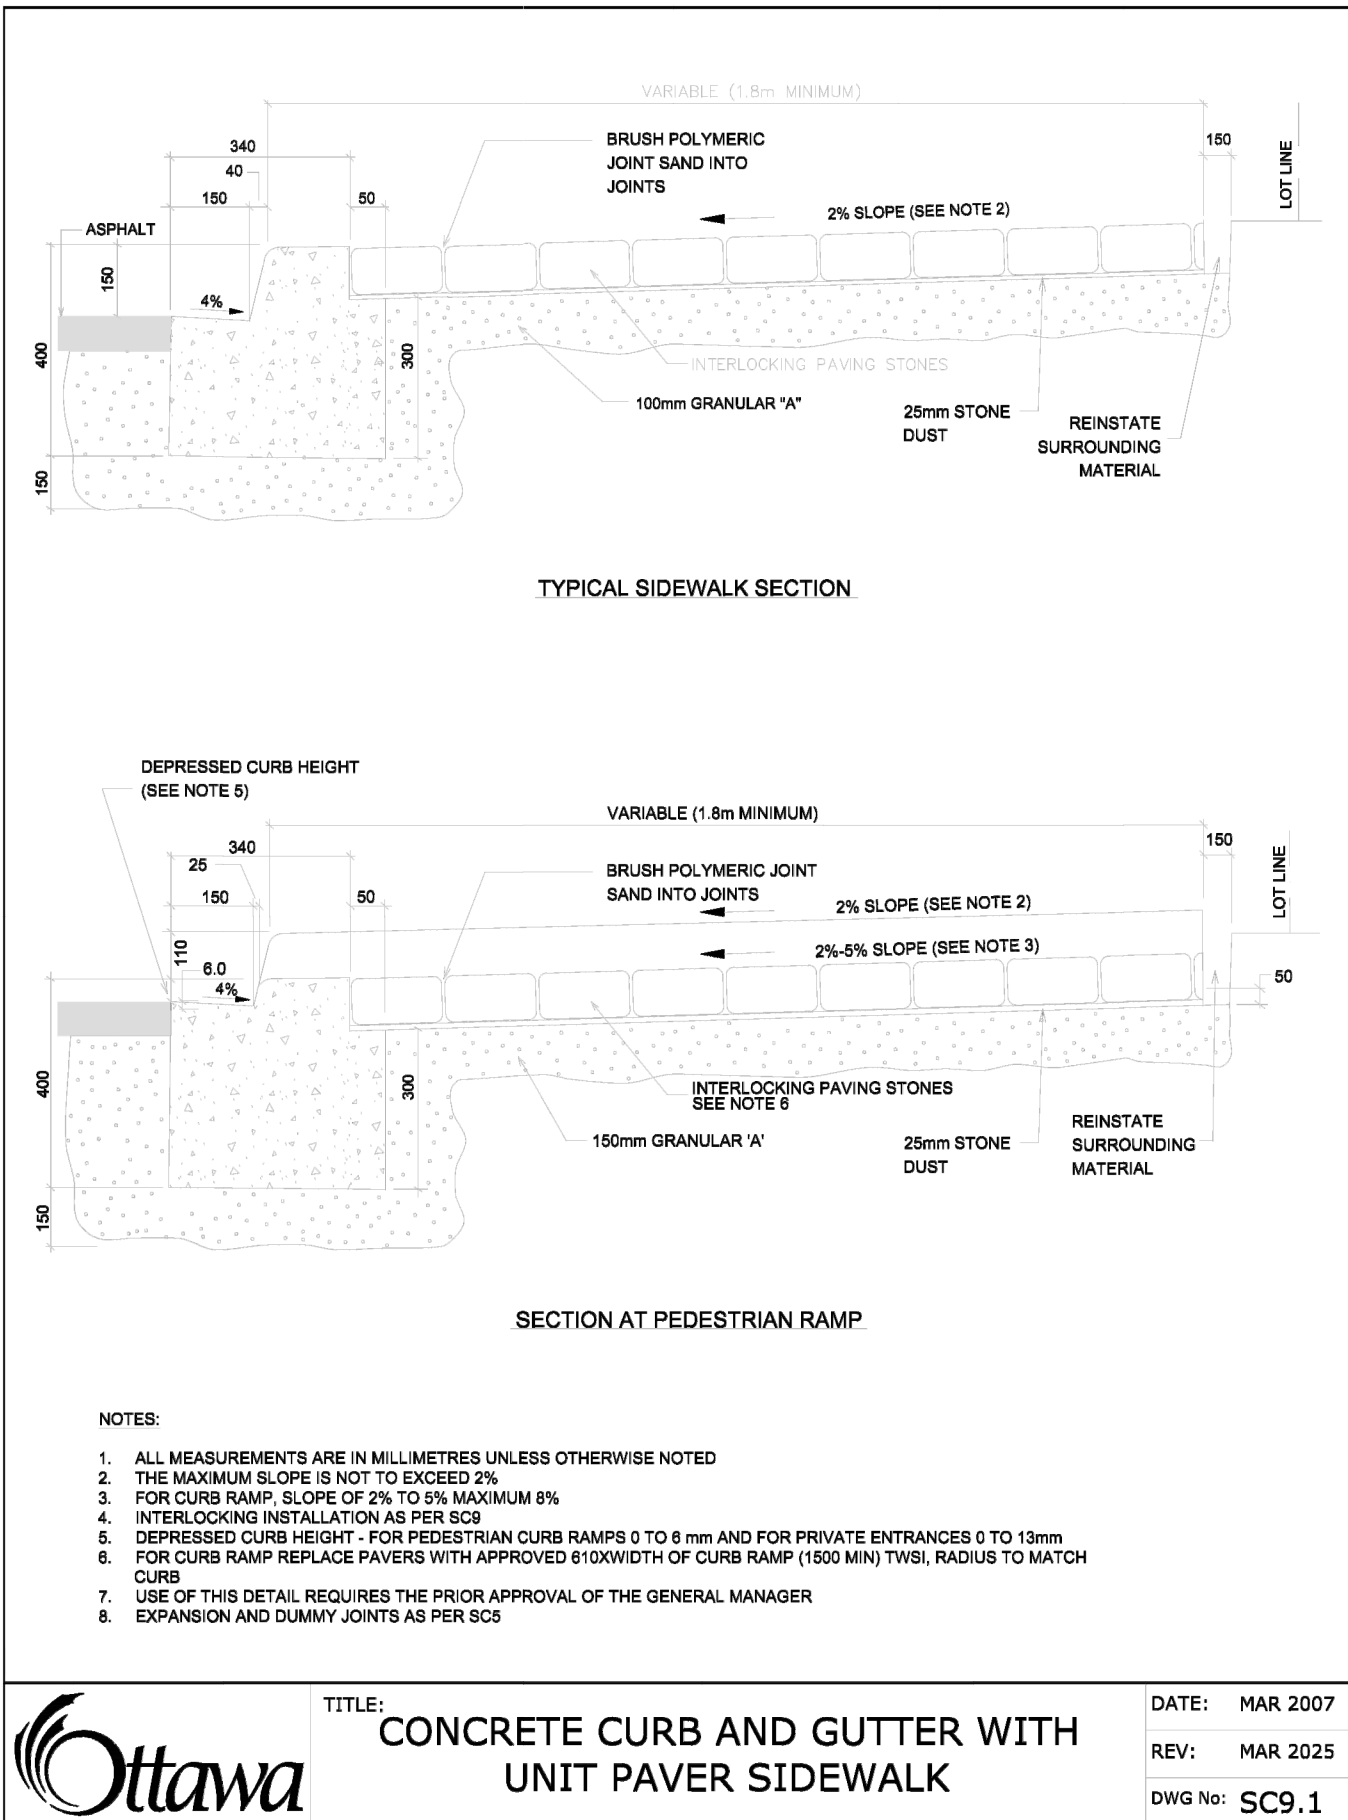 VARIABLE (1.8m MINIMUM)
BRUSH POLYMERIC
JOINT SAND INTO
JOINTS
340
40
150
50
150
LOT LINE
2% SLOPE (SEE NOTE 2)
ASPHALT
150
4%
400
300
INTERLOCKING PAVING STONES
100mm GRANULAR "A"
25mm STONE
DUST
REINSTATE
SURROUNDING
MATERIAL
150
TYPICAL SIDEWALK SECTION
DEPRESSED CURB HEIGHT
(SEE NOTE 5)
VARIABLE (1.8m MINIMUM)
340
25
150
50
150
LOT LINE
BRUSH POLYMERIC JOINT
SAND INTO JOINTS
2% SLOPE (SEE NOTE 2)
110
2%-5% SLOPE (SEE NOTE 3)
6.0
4%
50
400
300
INTERLOCKING PAVING STONES
SEE NOTE 6
150mm GRANULAR 'A'
25mm STONE
DUST
REINSTATE
SURROUNDING
MATERIAL
150
SECTION AT PEDESTRIAN RAMP
NOTES:
1. ALL MEASUREMENTS ARE IN MILLIMETRES UNLESS OTHERWISE NOTED
2. THE MAXIMUM SLOPE IS NOT TO EXCEED 2%
3. FOR CURB RAMP, SLOPE OF 2% TO 5% MAXIMUM 8%
4. INTERLOCKING INSTALLATION AS PER SC9
5. DEPRESSED CURB HEIGHT - FOR PEDESTRIAN CURB RAMPS 0 TO 6 mm AND FOR PRIVATE ENTRANCES 0 TO 13mm
6. FOR CURB RAMP REPLACE PAVERS WITH APPROVED 610XWIDTH OF CURB RAMP (1500 MIN) TWSI, RADIUS TO MATCH
CURB
7. USE OF THIS DETAIL REQUIRES THE PRIOR APPROVAL OF THE GENERAL MANAGER
8. EXPANSION AND DUMMY JOINTS AS PER SC5
Ottawa
TITLE:
CONCRETE CURB AND GUTTER WITH
UNIT PAVER SIDEWALK
DATE: MAR 2007
REV: MAR 2025
DWG No: SC9.1